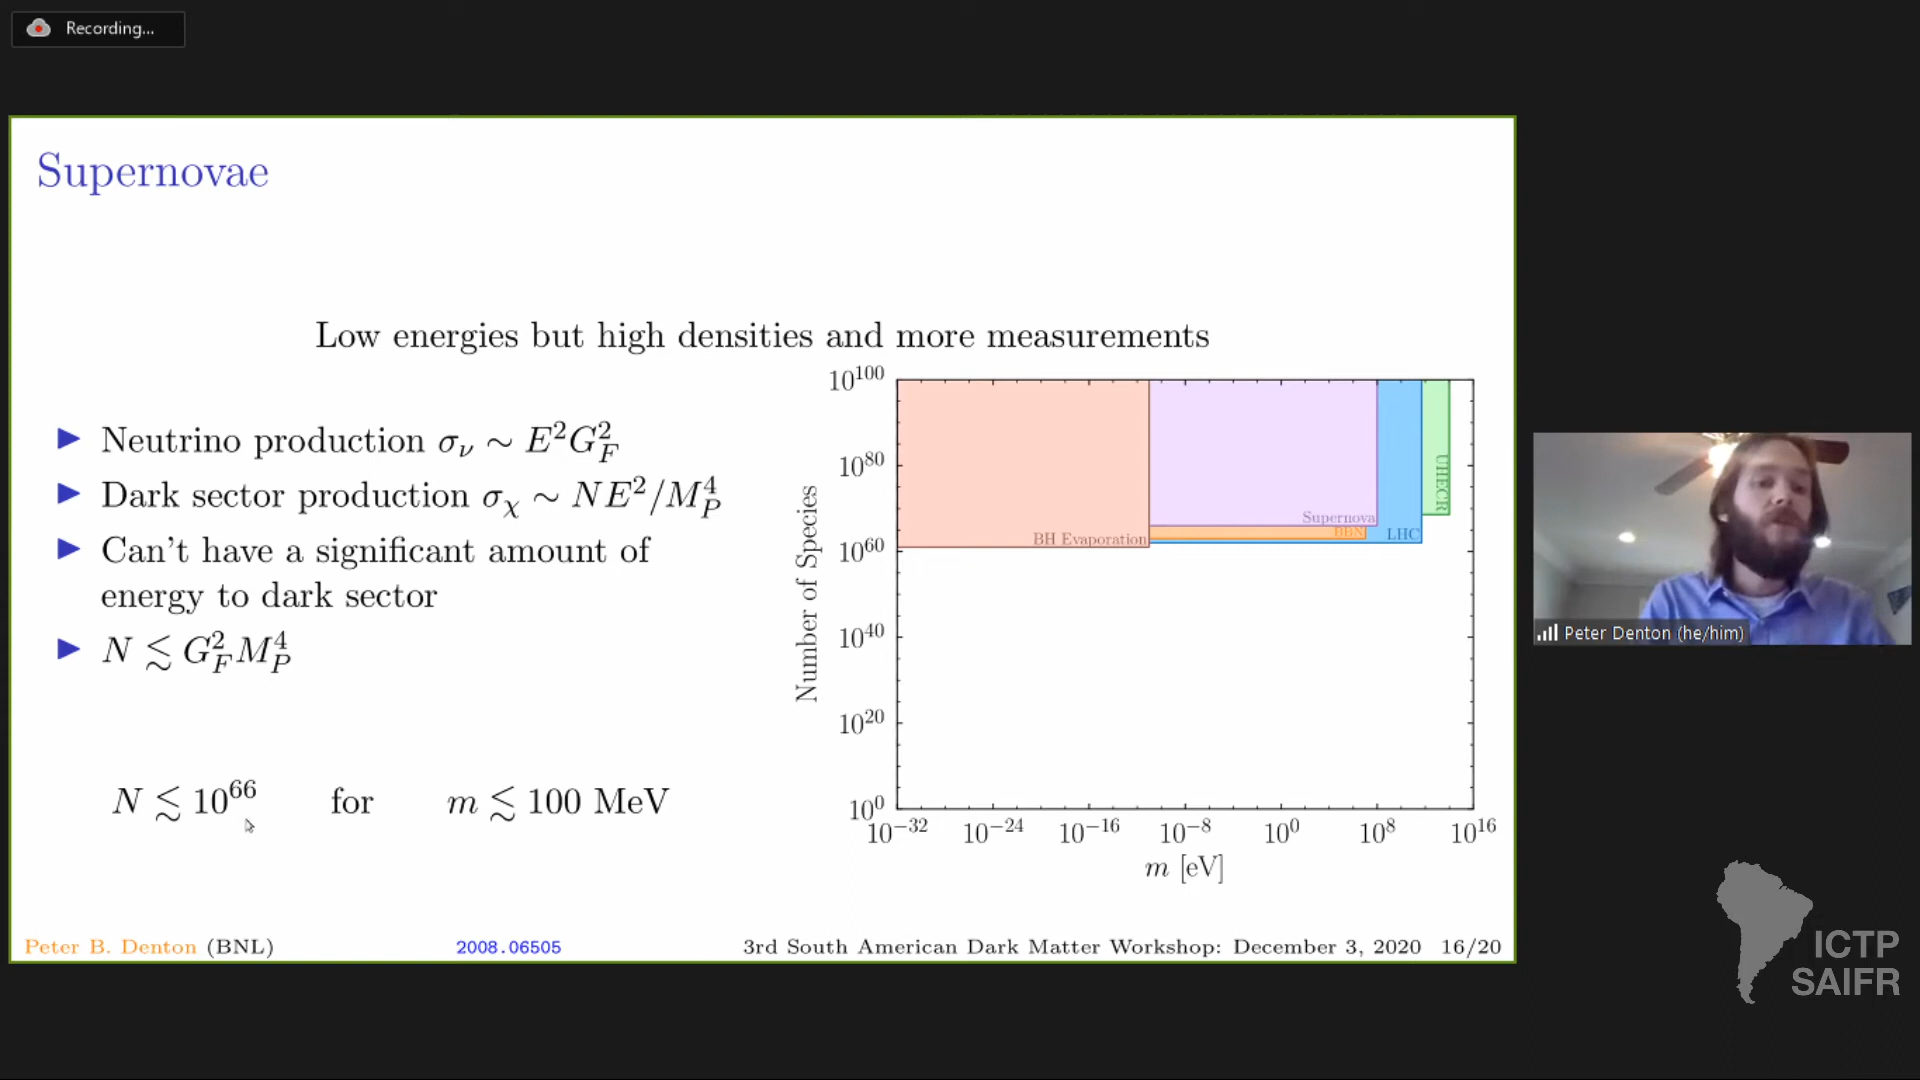 Recording...
Supernovae
Low energies but high densities and more measurements
▶ Neutrino production σ_ν ∼ E²G_F²
▶ Dark sector production σ_χ ∼ NE²/M_P⁴
▶ Can't have a significant amount of
energy to dark sector
▶ N ≲ G_F²M_P⁴
N ≲ 10⁶⁶ for m ≲ 100 MeV
Number of Species
10¹⁰⁰
10⁸⁰
10⁶⁰
10⁴⁰
10²⁰
10⁰
BH Evaporation
Supernova
BBN
LHC
UHECR
10⁻³² 10⁻²⁴ 10⁻¹⁶ 10⁻⁸ 10⁰ 10⁸ 10¹⁶
m [eV]
Peter B. Denton (BNL) 2008.06505 3rd South American Dark Matter Workshop: December 3, 2020 16/20
Peter Denton (he/him)
ICTP
SAIFR